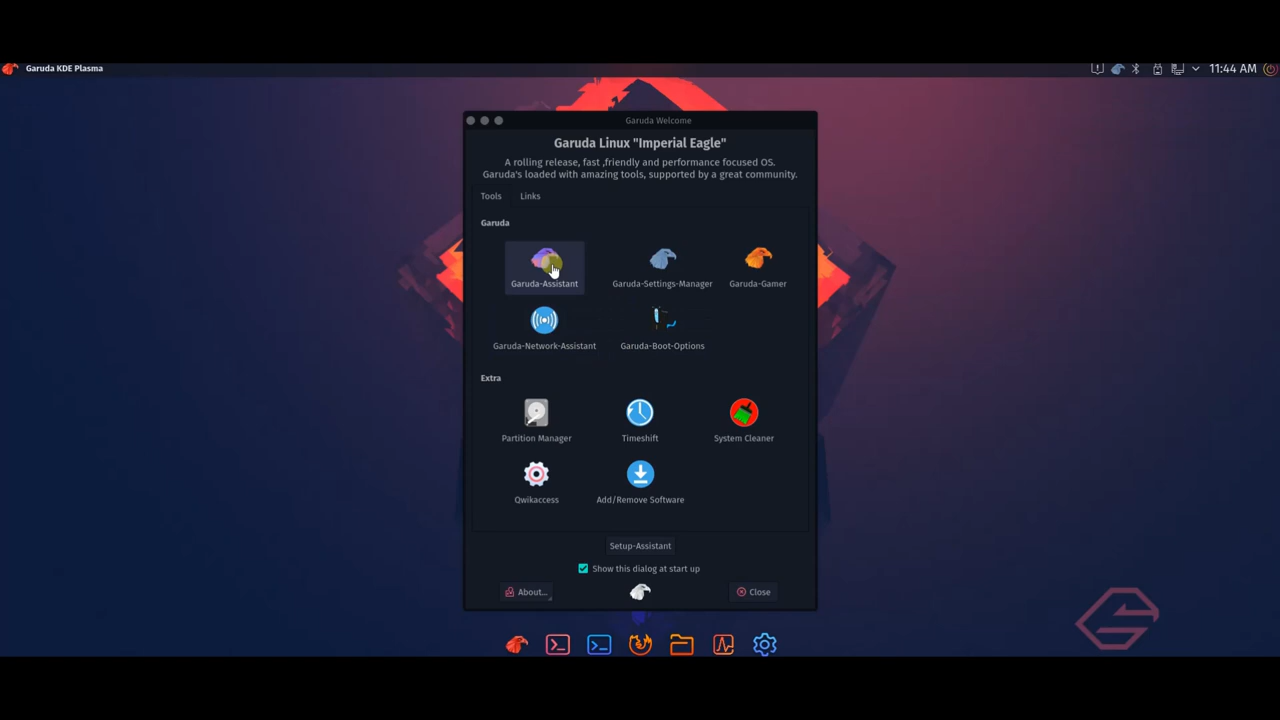 Garuda KDE Plasma
11:44 AM
Garuda Welcome
Garuda Linux "Imperial Eagle"
A rolling release, fast ,friendly and performance focused OS.
Garuda's loaded with amazing tools, supported by a great community.
Tools Links
Garuda
Garuda-Assistant Garuda-Settings-Manager Garuda-Gamer
Garuda-Network-Assistant Garuda-Boot-Options
Extra
Partition Manager Timeshift System Cleaner
Qwikaccess Add/Remove Software
Setup-Assistant
Show this dialog at start up
About... Close